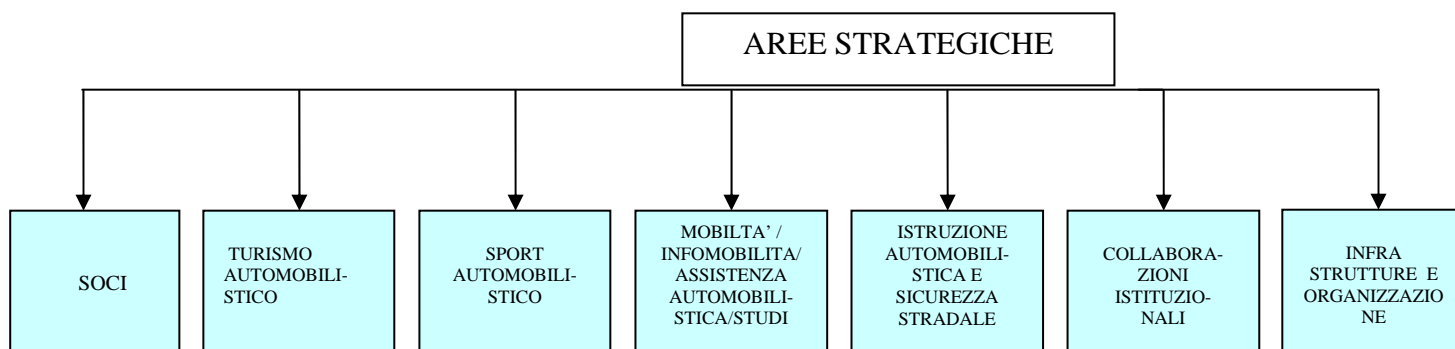 AREE STRATEGICHE
SOCI
TURISMO
AUTOMOBILI-
STICO
SPORT
AUTOMOBILI-
STICO
MOBILTA’ /
INFOMOBILITA/
ASSISTENZA
AUTOMOBILI-
STICA/STUDI
ISTRUZIONE
AUTOMOBILI-
STICA E
SICUREZZA
STRADALE
COLLABORA-
ZIONI
ISTITUZIO-
NALI
INFRA
STRUTTURE E
ORGANIZZAZIO
NE